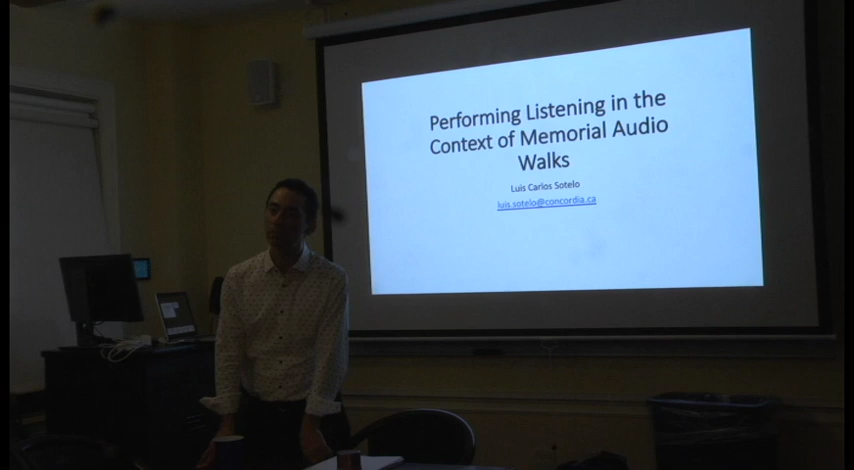 Performing Listening in the
Context of Memorial Audio
Walks
Luis Carlos Sotelo
luis.sotelo@concordia.ca